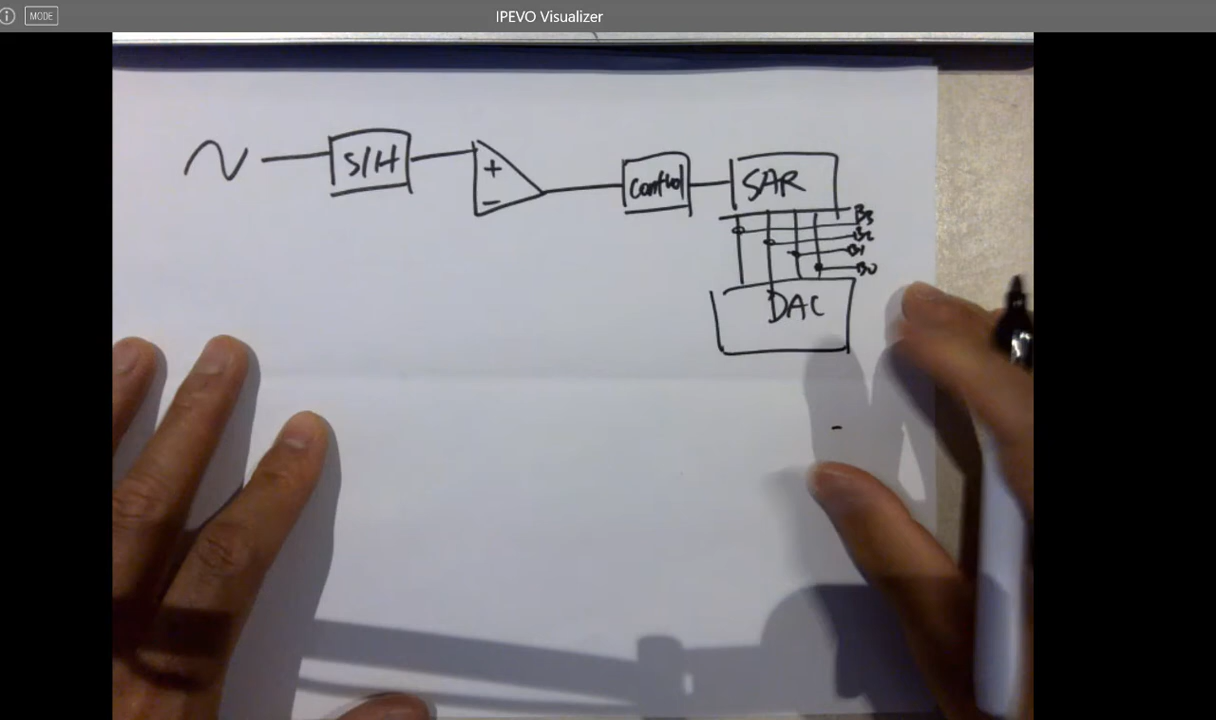 MODE
IPEVO Visualizer
S/H
+
-
Control
SAR
B3
B2
B1
B0
DAC